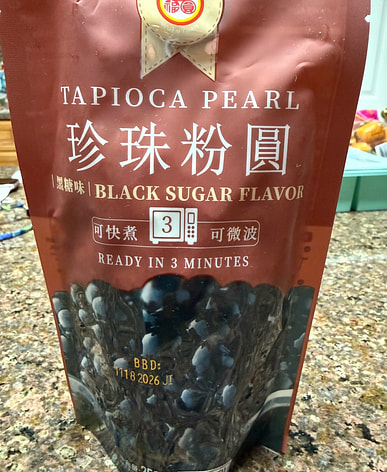 TAPIOCA PEARL
珍珠粉圓
黑糖味 | BLACK SUGAR FLAVOR
可快煮 3 可微波
READY IN 3 MINUTES
BBD:
1118 2026 JI